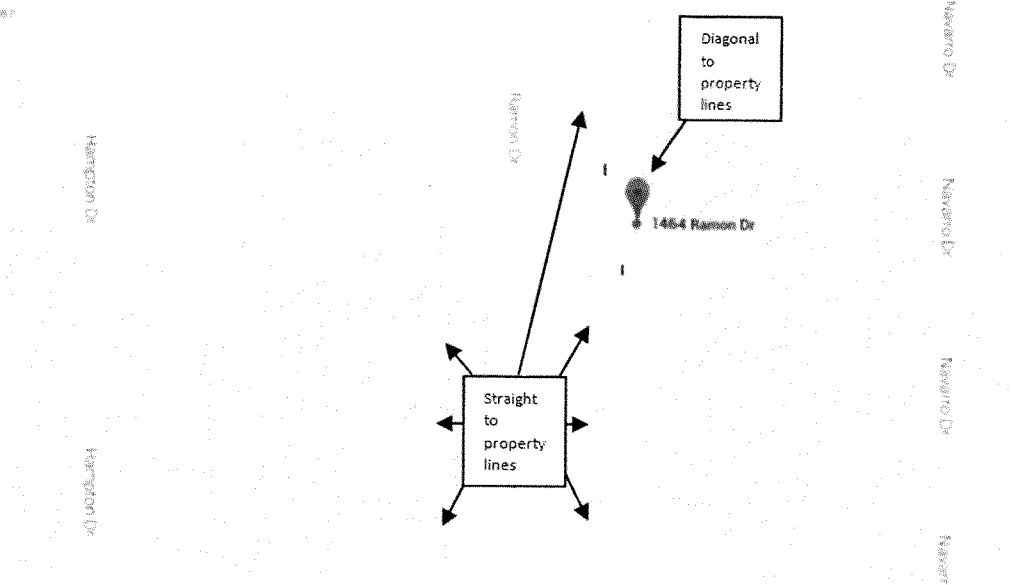 Diagonal
to
property
lines
Navarro Dr
Ramon Dr
Hampton Dr
1464 Ramon Dr
Navarro Dr
Straight
to
property
lines
Navarro Dr
Hampton Dr